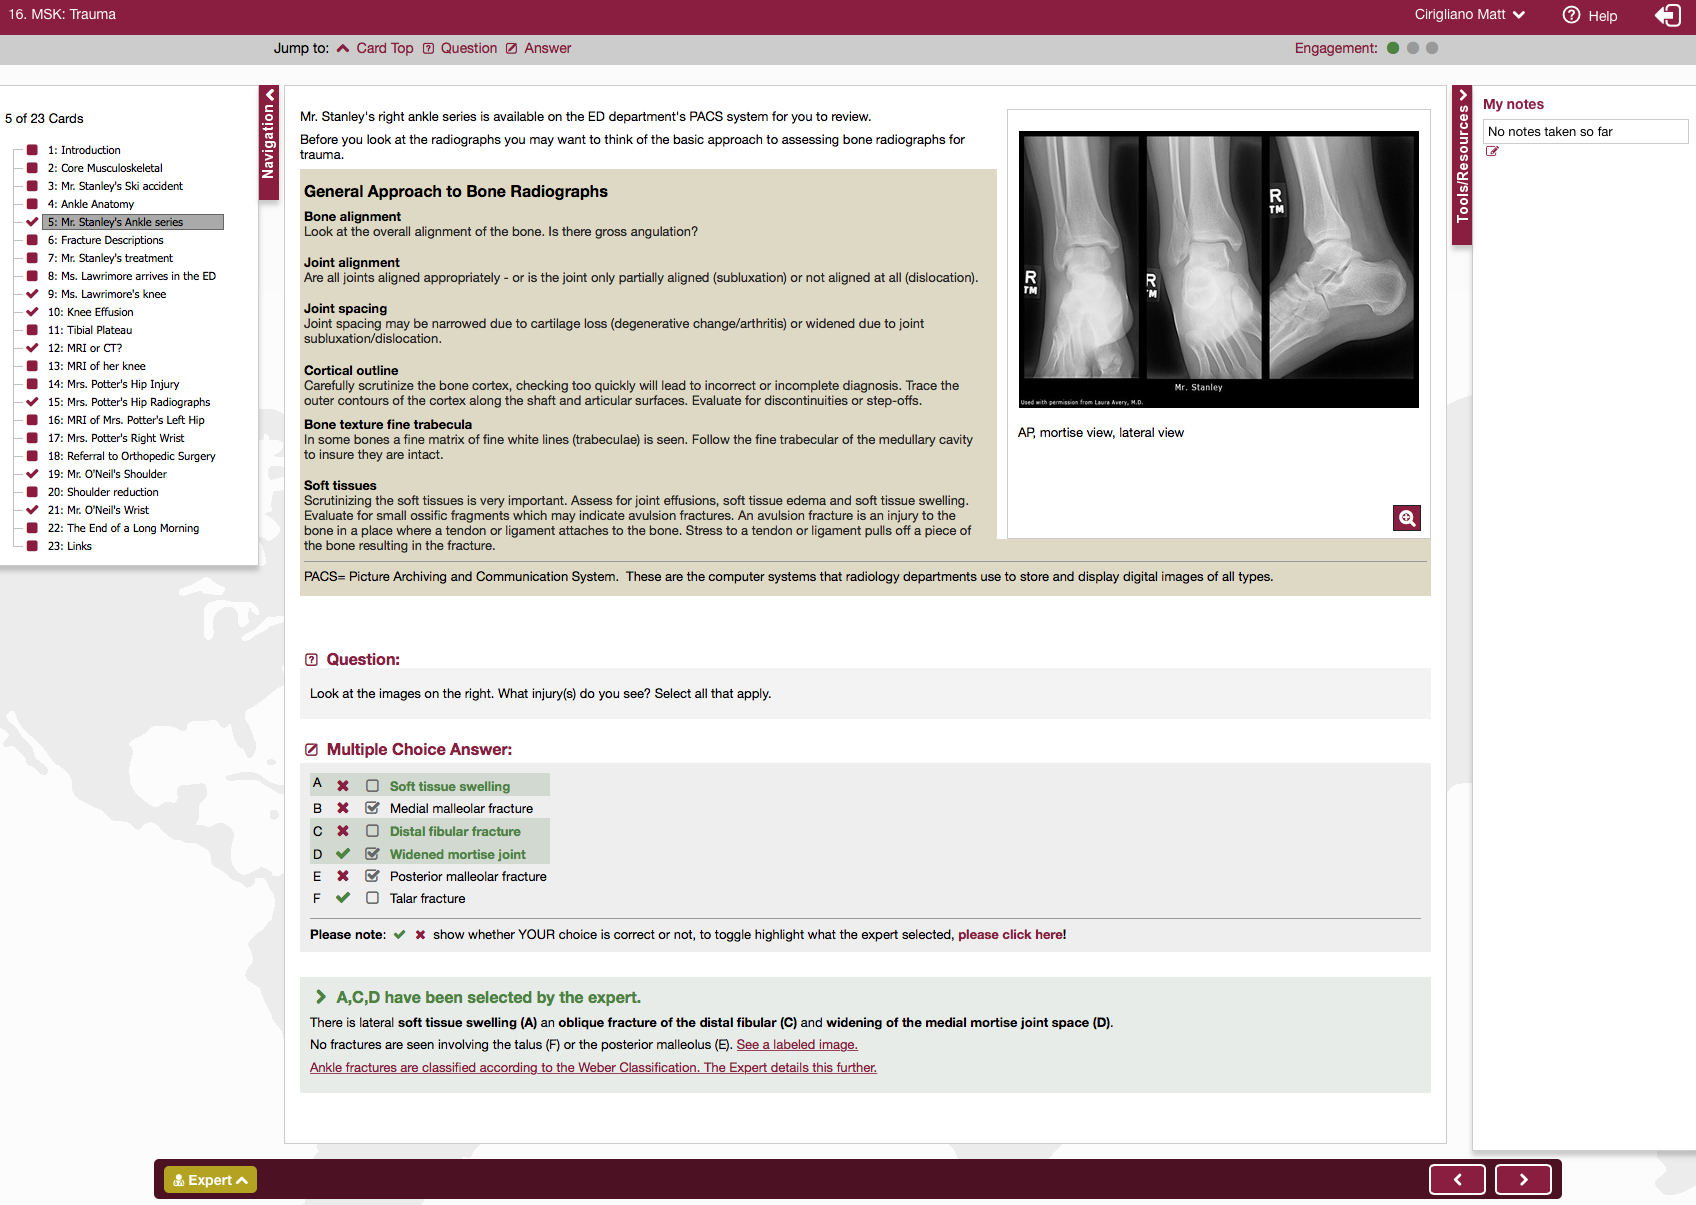 16. MSK: Trauma
Cirigliano Matt
Help
Jump to: Card Top Question Answer
Engagement:
5 of 23 Cards
1: Introduction
2: Core Musculoskeletal
3: Mr. Stanley's Ski accident
4: Ankle Anatomy
5: Mr. Stanley's Ankle series
6: Fracture Descriptions
7: Mr. Stanley's treatment
8: Ms. Lawrimore arrives in the ED
9: Ms. Lawrimore's knee
10: Knee Effusion
11: Tibial Plateau
12: MRI or CT?
13: MRI of her knee
14: Mrs. Potter's Hip Injury
15: Mrs. Potter's Hip Radiographs
16: MRI of Mrs. Potter's Left Hip
17: Mrs. Potter's Right Wrist
18: Referral to Orthopedic Surgery
19: Mr. O'Neil's Shoulder
20: Shoulder reduction
21: Mr. O'Neil's Wrist
22: The End of a Long Morning
23: Links
Navigation
Mr. Stanley's right ankle series is available on the ED department's PACS system for you to review.
Before you look at the radiographs you may want to think of the basic approach to assessing bone radiographs for
trauma.
General Approach to Bone Radiographs
Bone alignment
Look at the overall alignment of the bone. Is there gross angulation?
Joint alignment
Are all joints aligned appropriately - or is the joint only partially aligned (subluxation) or not aligned at all (dislocation).
Joint spacing
Joint spacing may be narrowed due to cartilage loss (degenerative change/arthritis) or widened due to joint
subluxation/dislocation.
Cortical outline
Carefully scrutinize the bone cortex, checking too quickly will lead to incorrect or incomplete diagnosis. Trace the
outer contours of the cortex along the shaft and articular surfaces. Evaluate for discontinuities or step-offs.
Bone texture fine trabecula
In some bones a fine matrix of fine white lines (trabeculae) is seen. Follow the fine trabecular of the medullary cavity
to insure they are intact.
Soft tissues
Scrutinizing the soft tissues is very important. Assess for joint effusions, soft tissue edema and soft tissue swelling.
Evaluate for small ossific fragments which may indicate avulsion fractures. An avulsion fracture is an injury to the
bone in a place where a tendon or ligament attaches to the bone. Stress to a tendon or ligament pulls off a piece of
the bone resulting in the fracture.
PACS= Picture Archiving and Communication System. These are the computer systems that radiology departments use to store and display digital images of all types.
R
TM
R
TM
R
TM
Mr. Stanley
Used with permission from Laura Avery, M.D.
AP, mortise view, lateral view
Tools/Resources
My notes
No notes taken so far
Question:
Look at the images on the right. What injury(s) do you see? Select all that apply.
Multiple Choice Answer:
A Soft tissue swelling
B Medial malleolar fracture
C Distal fibular fracture
D Widened mortise joint
E Posterior malleolar fracture
F Talar fracture
Please note: show whether YOUR choice is correct or not, to toggle highlight what the expert selected, please click here!
A,C,D have been selected by the expert.
There is lateral soft tissue swelling (A) an oblique fracture of the distal fibular (C) and widening of the medial mortise joint space (D).
No fractures are seen involving the talus (F) or the posterior malleolus (E). See a labeled image.
Ankle fractures are classified according to the Weber Classification. The Expert details this further.
Expert